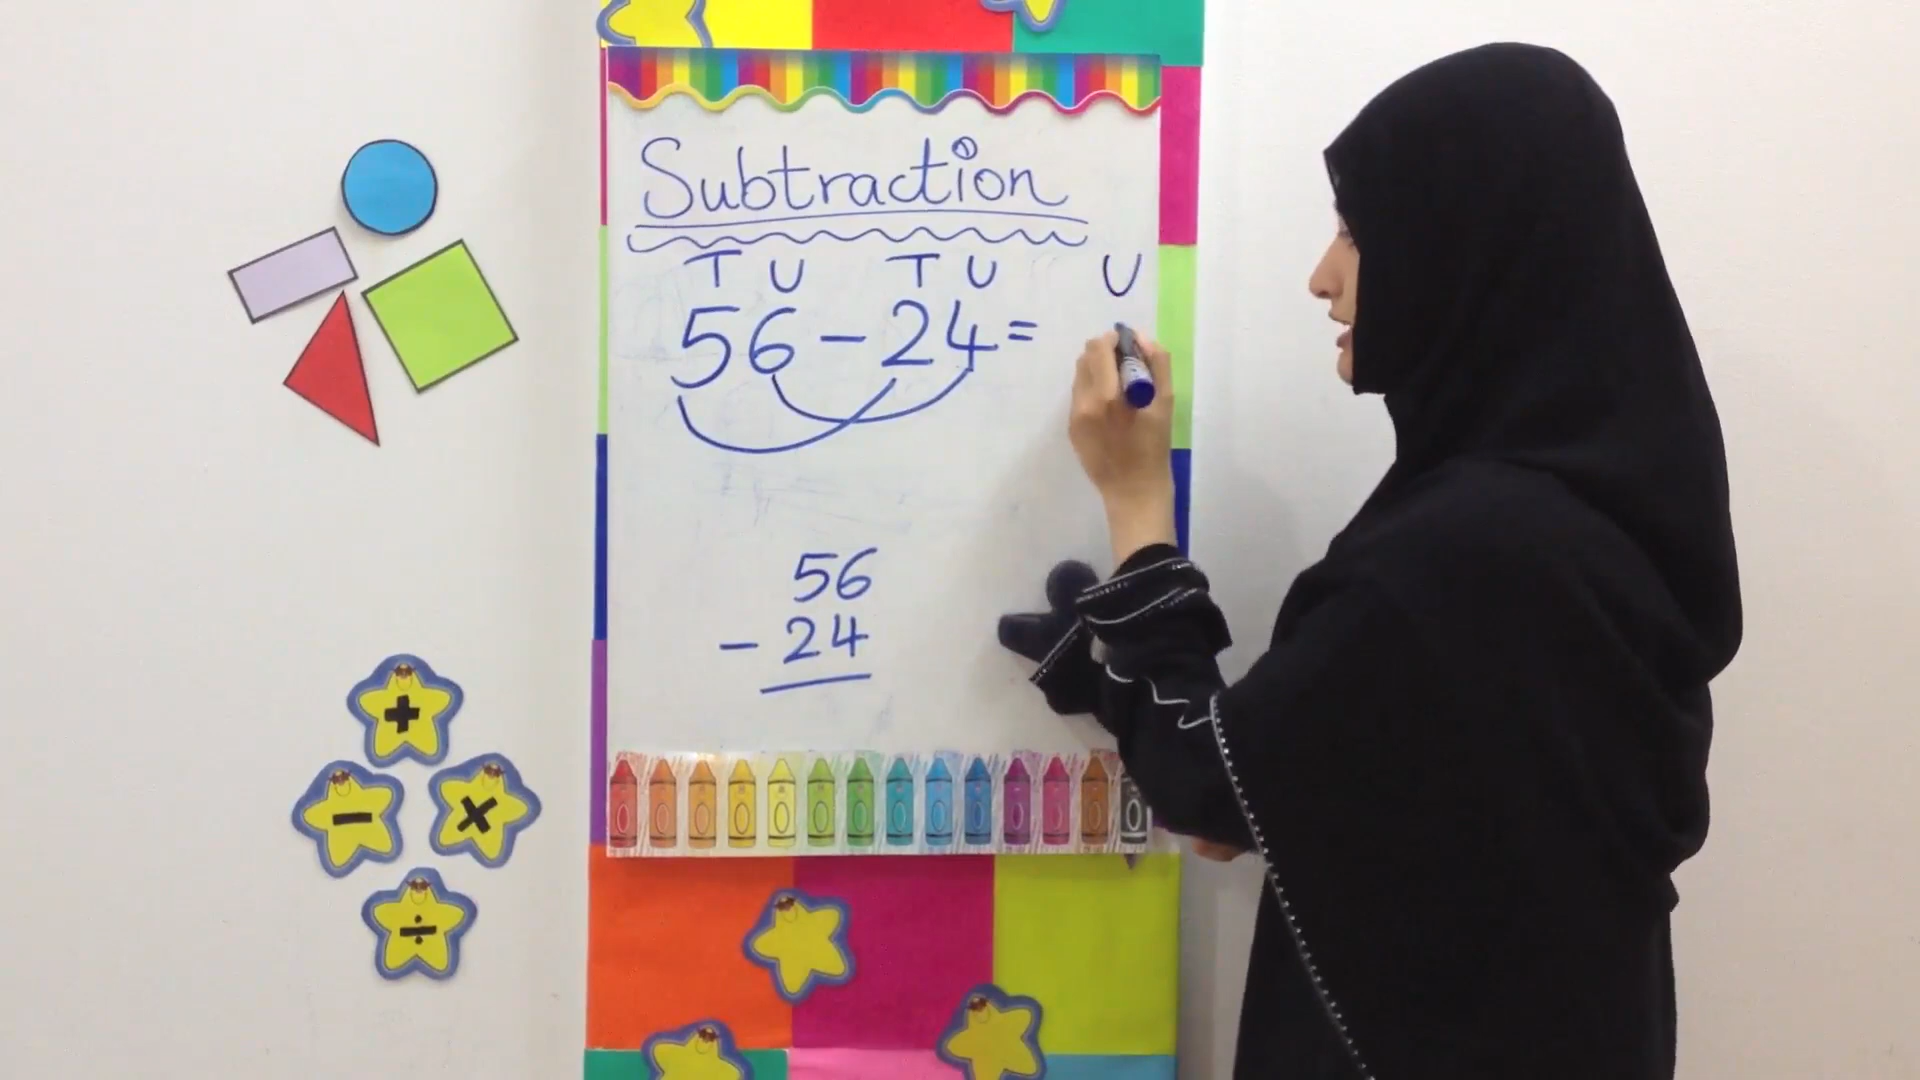 Subtraction
T U T U U
56 - 24 =
56
- 24
+
-
×
÷